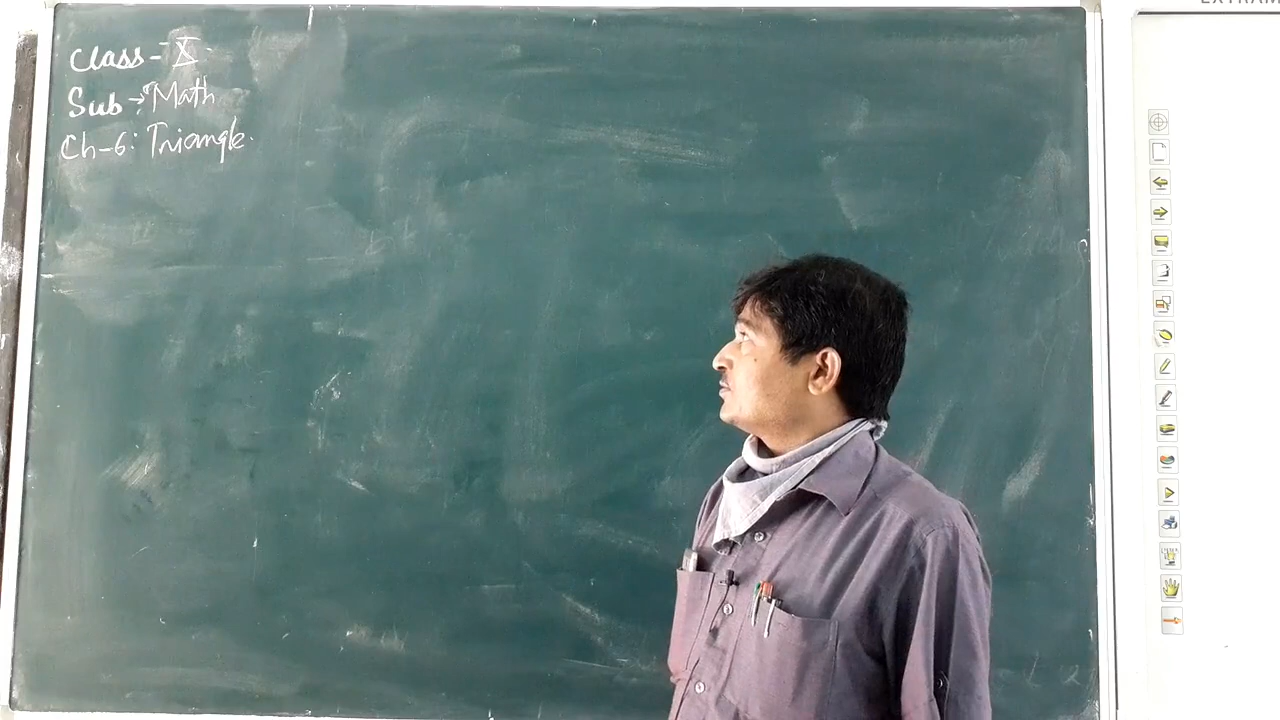 Class - X
Sub → Math
Ch-6: Triangle.